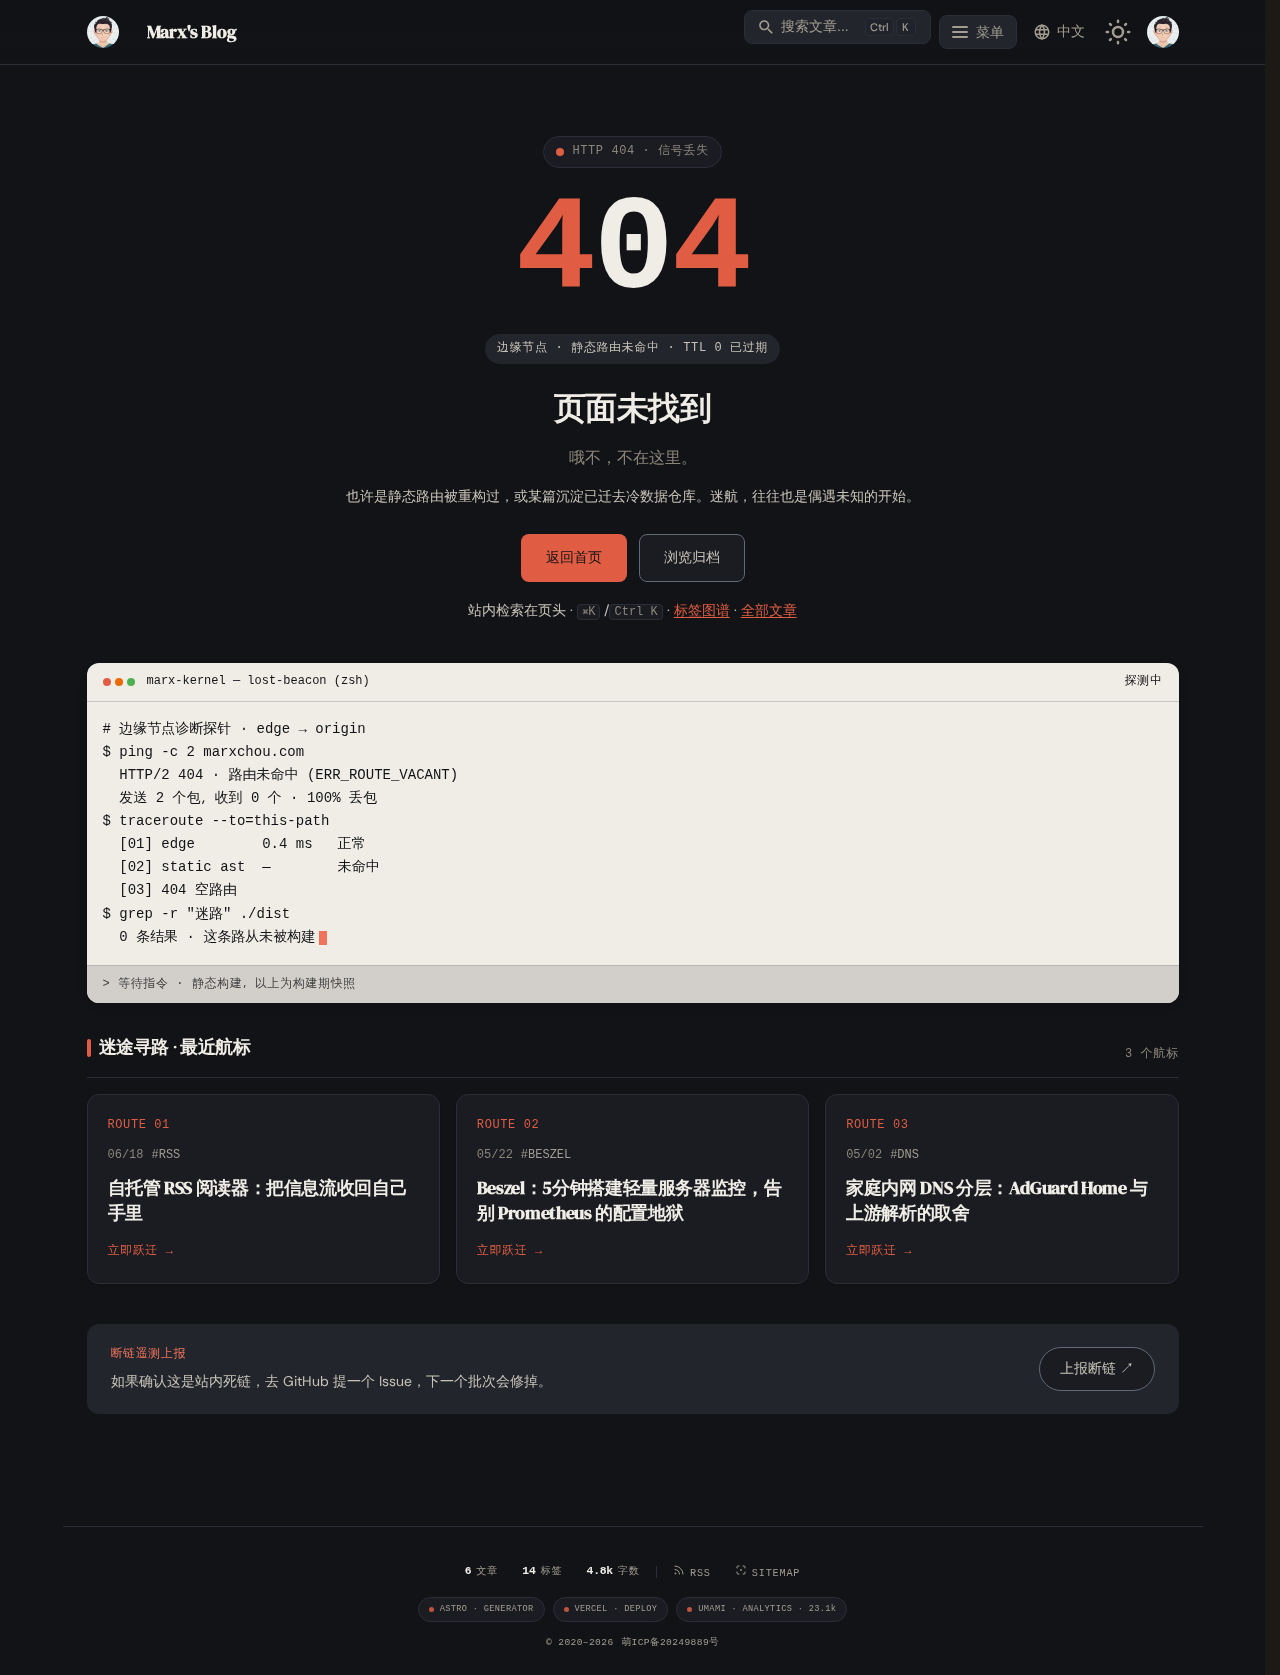 Marx's Blog
搜索文章... Ctrl K
菜单
中文
HTTP 404 · 信号丢失
404
边缘节点 · 静态路由未命中 · TTL 0 已过期
页面未找到
哦不，不在这里。
也许是静态路由被重构过，或某篇沉淀已迁去冷数据仓库。迷航，往往也是偶遇未知的开始。
返回首页
浏览归档
站内检索在页头 · ⌘K / Ctrl K · 标签图谱 · 全部文章
marx-kernel — lost-beacon (zsh)
探测中
# 边缘节点诊断探针 · edge → origin
$ ping -c 2 marxchou.com
HTTP/2 404 · 路由未命中 (ERR_ROUTE_VACANT)
发送 2 个包, 收到 0 个 · 100% 丢包
$ traceroute --to=this-path
[01] edge 0.4 ms 正常
[02] static ast — 未命中
[03] 404 空路由
$ grep -r "迷路" ./dist
0 条结果 · 这条路从未被构建
> 等待指令 · 静态构建, 以上为构建期快照
迷途寻路 · 最近航标
3 个航标
ROUTE 01
06/18 #RSS
自托管 RSS 阅读器：把信息流收回自己
手里
立即跃迁 →
ROUTE 02
05/22 #BESZEL
Beszel：5分钟搭建轻量服务器监控，告
别 Prometheus 的配置地狱
立即跃迁 →
ROUTE 03
05/02 #DNS
家庭内网 DNS 分层：AdGuard Home 与
上游解析的取舍
立即跃迁 →
断链遥测上报
如果确认这是站内死链，去 GitHub 提一个 Issue，下一个批次会修掉。
上报断链 ↗
6 文章 14 标签 4.8k 字数 RSS SITEMAP
ASTRO · GENERATOR
VERCEL · DEPLOY
UMAMI · ANALYTICS · 23.1k
© 2020–2026 萌ICP备20249889号